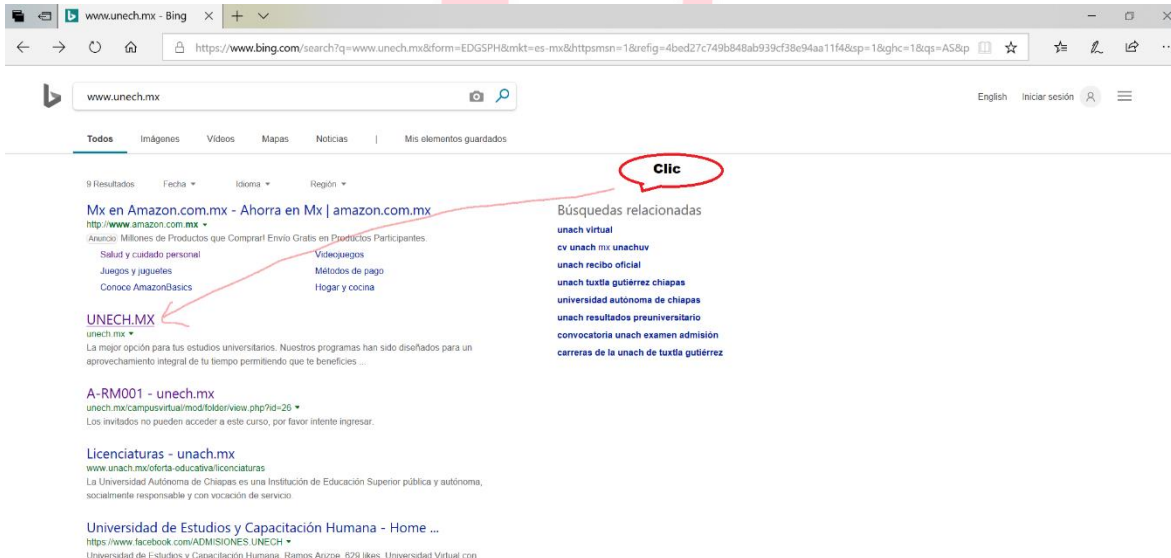 www.unech.mx - Bing
https://www.bing.com/search?q=www.unech.mx&form=EDGSPH&mkt=es-mx&httpsmsn=1&refig=4bed27c749b848ab939cf38e94aa11f4&sp=1&ghc=1&qs=AS&p
www.unech.mx
English Iniciar sesión
Todos Imágenes Vídeos Mapas Noticias | Mis elementos guardados
Clic
9 Resultados Fecha Idioma Región
Mx en Amazon.com.mx - Ahorra en Mx | amazon.com.mx
http://www.amazon.com.mx
Anuncio Millones de Productos que Comprar! Envío Gratis en Productos Participantes.
Salud y cuidado personal Videojuegos
Juegos y juguetes Métodos de pago
Conoce AmazonBasics Hogar y cocina
UNECH.MX
unech.mx
La mejor opción para tus estudios universitarios. Nuestros programas han sido diseñados para un
aprovechamiento integral de tu tiempo permitiendo que te beneficies ...
A-RM001 - unech.mx
unech.mx/campusvirtual/mod/folder/view.php?id=26
Los invitados no pueden acceder a este curso, por favor intente ingresar.
Licenciaturas - unach.mx
www.unach.mx/oferta-educativa/licenciaturas
La Universidad Autónoma de Chiapas es una Institución de Educación Superior pública y autónoma,
socialmente responsable y con vocación de servicio
Universidad de Estudios y Capacitación Humana - Home ...
https://www.facebook.com/ADMISIONES.UNECH
Universidad de Estudios y Capacitación Humana, Ramos Arizpe. 629 likes. Universidad Virtual con
Búsquedas relacionadas
unach virtual
cv unach mx unachuv
unach recibo oficial
unach tuxtla gutiérrez chiapas
universidad autónoma de chiapas
unach resultados preuniversitario
convocatoria unach examen admisión
carreras de la unach de tuxtla gutiérrez